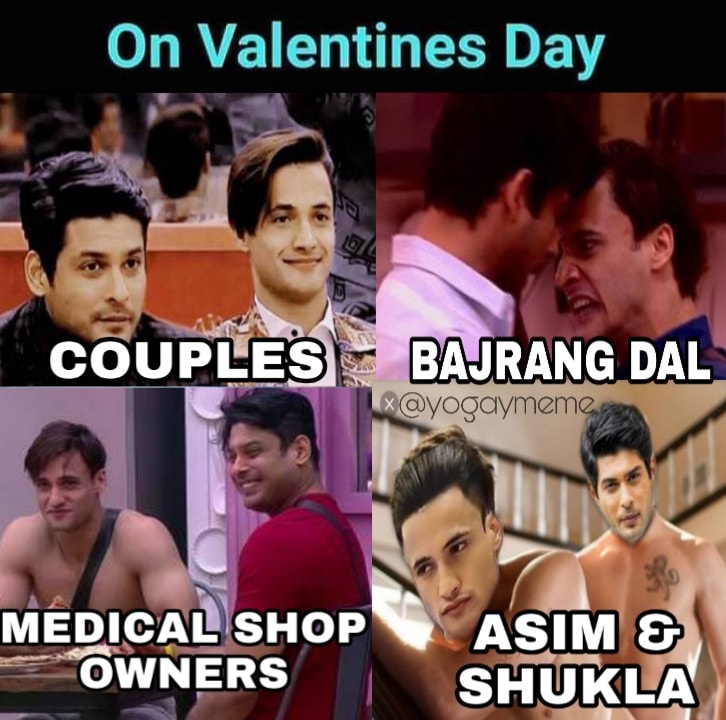 On Valentines Day
COUPLES
BAJRANG DAL
x @yogaymeme
MEDICAL SHOP
OWNERS
ASIM &
SHUKLA